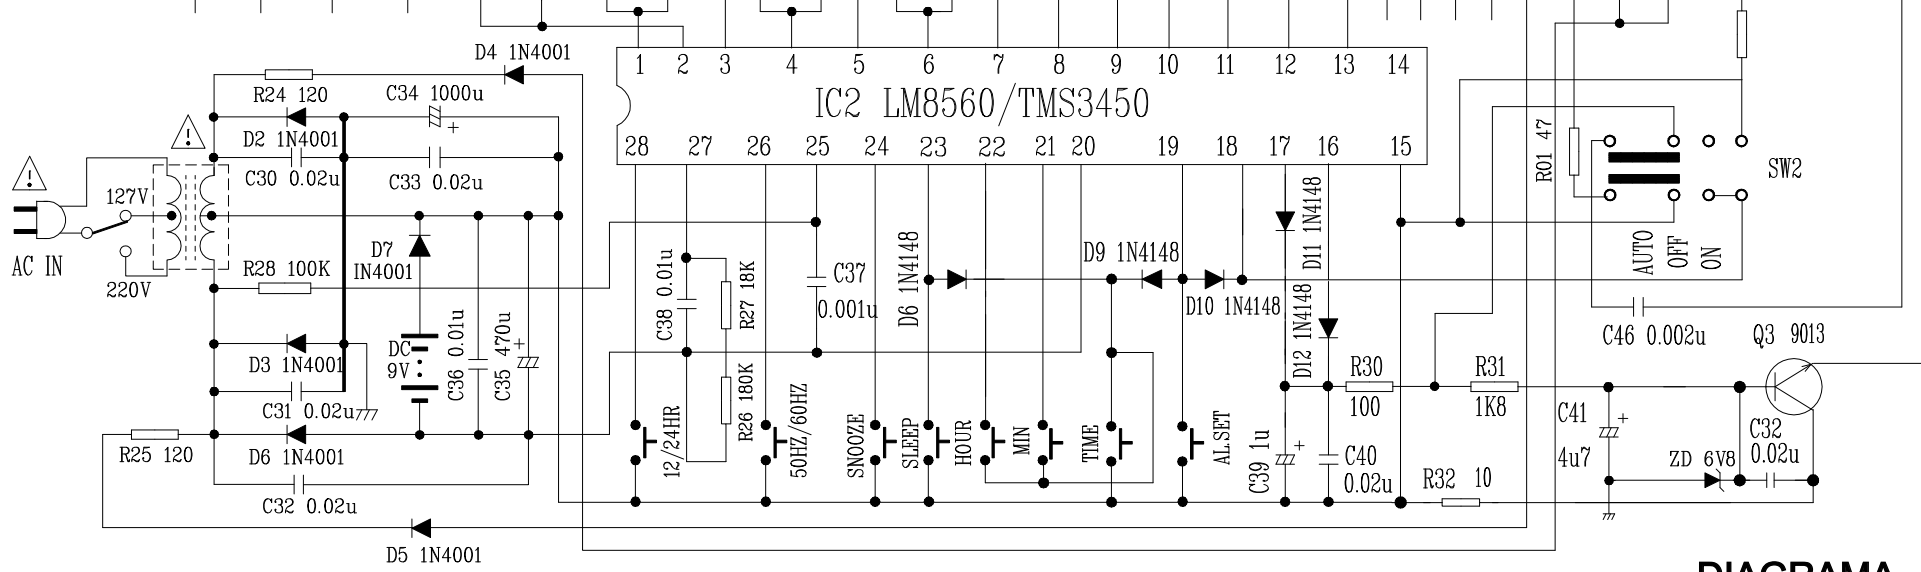 D4 1N4001
1 2 3 4 5 6 7 8 9 10 11 12 13 14
R24 120
C34 1000u
+
IC2 LM8560/TMS3450
! D2 1N4001
28 27 26 25 24 23 22 21 20 19 18 17 16 15
R01 47
C30 0.02u
C33 0.02u
SW2
!
127V
AC IN
220V
D7
IN4001
R28 100K
C38 0.01u
R27 18K
C37
0.001u
D6 1N4148
D9 1N4148
D10 1N4148
D11 1N4148
D12 1N4148
AUTO
OFF
ON
C46 0.002u
Q3 9013
D3 1N4001
DC
9V
C36 0.01u
C35 470u
+
C31 0.02u
R26 180K
R30
100
R31
1K8
C41
+
4u7
C32
0.02u
R25 120
D6 1N4001
12/24HR
50HZ/60HZ
SNOOZE
SLEEP
HOUR
MIN
TIME
ALSET
C39 1u
+
C40
0.02u
R32 10
ZD 6V8
C32 0.02u
D5 1N4001
DIAGRAMA